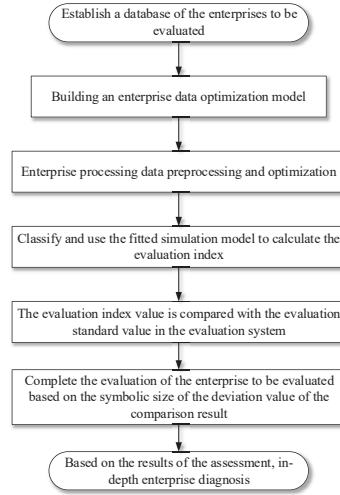 Establish a database of the enterprises to be
evaluated
Building an enterprise data optimization model
Enterprise processing data preprocessing and optimization
Classify and use the fitted simulation model to calculate the
evaluation index
The evaluation index value is compared with the evaluation
standard value in the evaluation system
Complete the evaluation of the enterprise to be evaluated
based on the symbolic size of the deviation value of the
comparison result
Based on the results of the assessment, in-
depth enterprise diagnosis